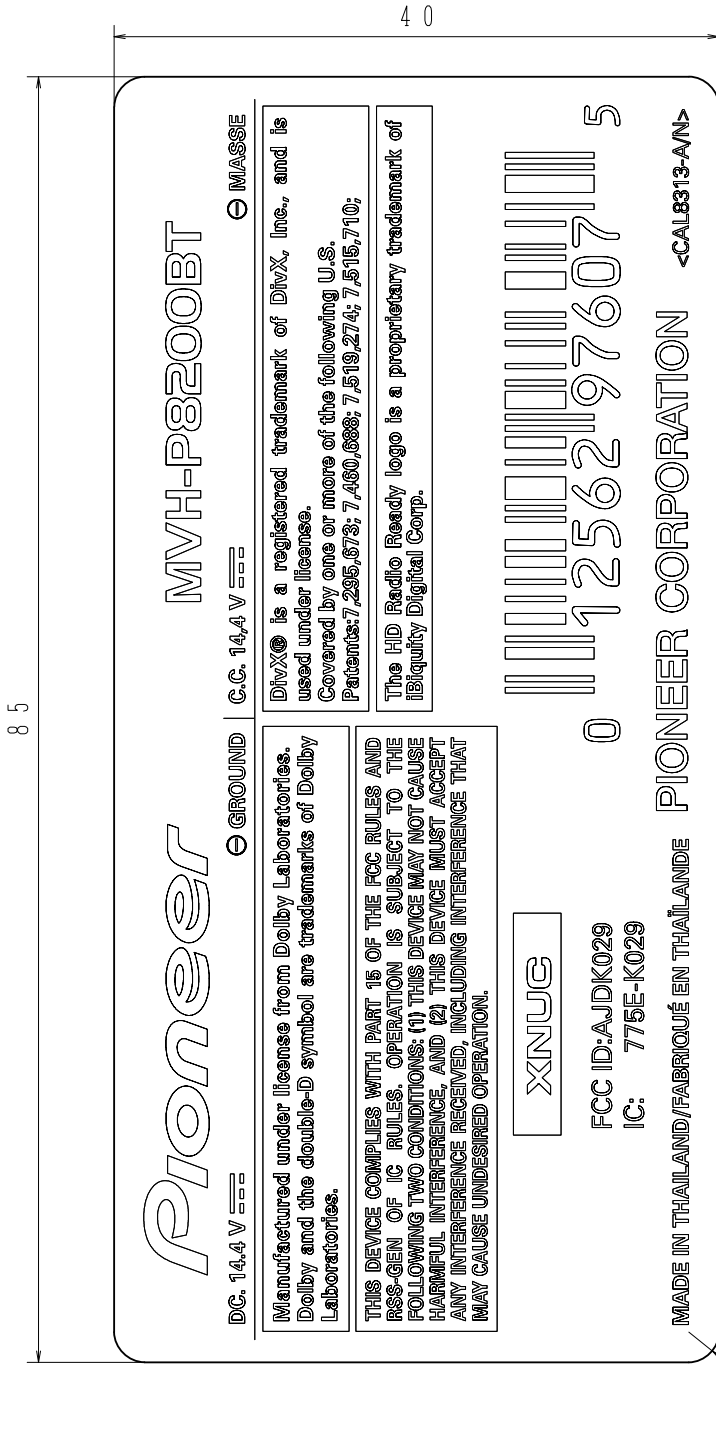 40
85
Pioneer
MVH-P8200BT
DC. 14.4 V
⊖ GROUND
C.C. 14,4 V
⊖ MASSE
Manufactured under license from Dolby Laboratories.
Dolby and the double-D symbol are trademarks of Dolby
Laboratories.
THIS DEVICE COMPLIES WITH PART 15 OF THE FCC RULES AND
RSS-GEN OF IC RULES. OPERATION IS SUBJECT TO THE
FOLLOWING TWO CONDITIONS: (1) THIS DEVICE MAY NOT CAUSE
HARMFUL INTERFERENCE, AND (2) THIS DEVICE MUST ACCEPT
ANY INTERFERENCE RECEIVED, INCLUDING INTERFERENCE THAT
MAY CAUSE UNDESIRED OPERATION.
DivX® is a registered trademark of DivX, Inc., and is
used under license.
Covered by one or more of the following U.S.
Patents:7,295,673; 7,460,688; 7,519,274; 7,515,710;
The HD Radio Ready logo is a proprietary trademark of
iBiquity Digital Corp.
XNUC
FCC ID:AJDK029
IC: 775E-K029
0 12562 97607 5
MADE IN THAILAND/FABRIQUÉ EN THAÏLANDE
PIONEER CORPORATION
<CAL8313-A/N>